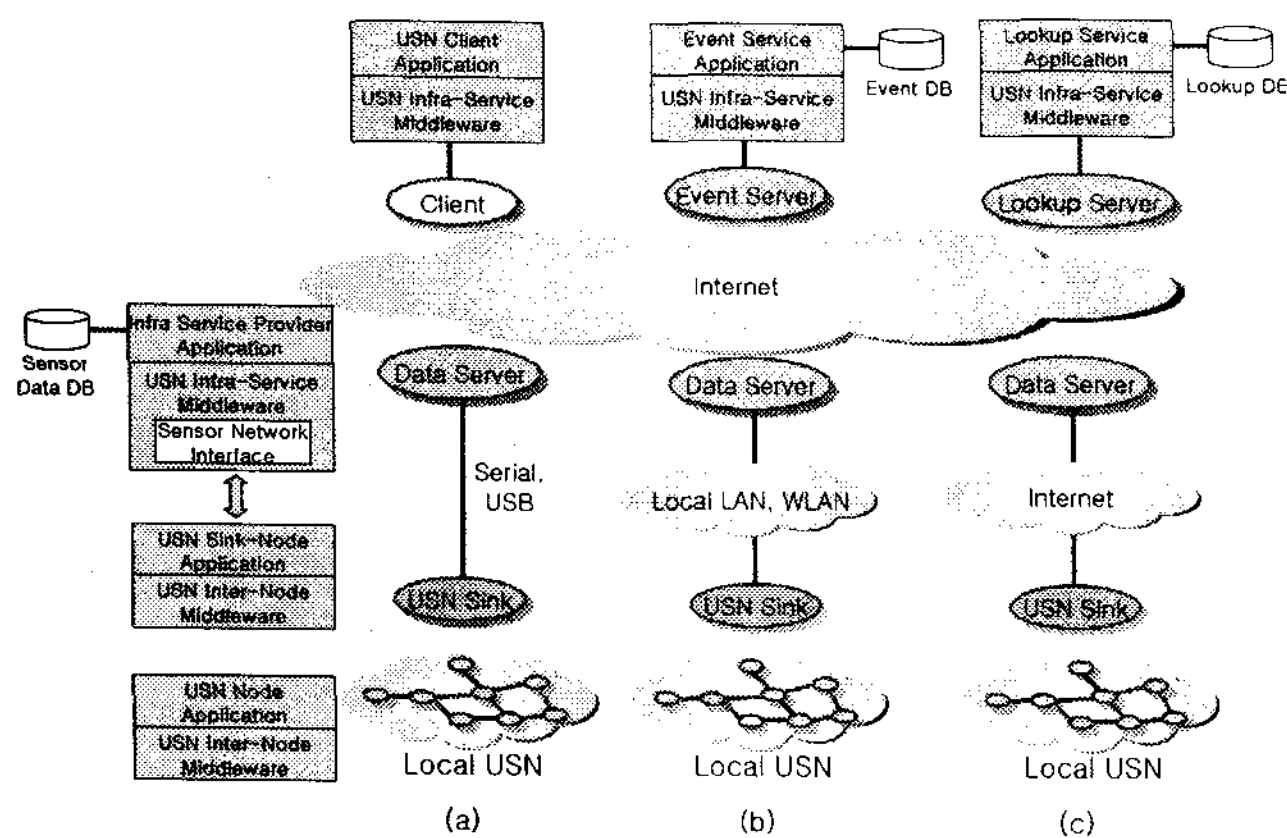 USN Client
Application
USN Infra-Service
Middleware
Client
Event Service
Application
USN Infra-Service
Middleware
Event DB
Event Server
Lookup Service
Application
USN Infra-Service
Middleware
Lookup DB
Lookup Server
Internet
Sensor
Data DB
Infra Service Provider
Application
USN Infra-Service
Middleware
Sensor Network
Interface
USN Sink-Node
Application
USN Inter-Node
Middleware
USN Node
Application
USN Inter-Node
Middleware
Data Server
Serial,
USB
USN Sink
Local USN
(a)
Data Server
Local LAN, WLAN
USN Sink
Local USN
(b)
Data Server
Internet
USN Sink
Local USN
(c)